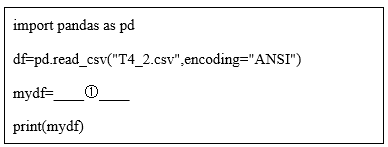 import pandas as pd
df=pd.read_csv("T4_2.csv",encoding="ANSI")
mydf=____①____
print(mydf)